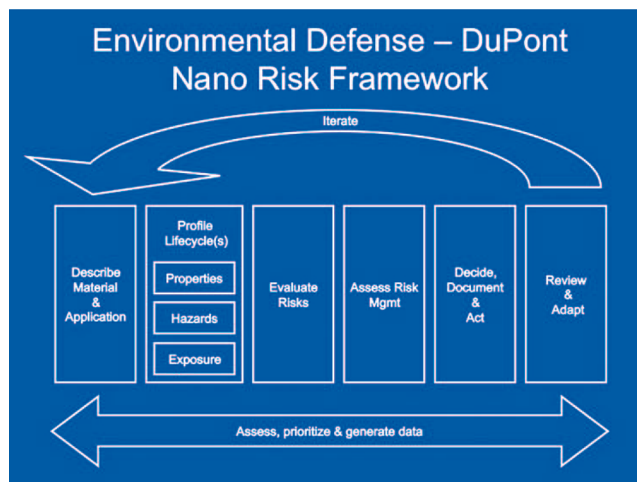 Environmental Defense – DuPont
Nano Risk Framework
Iterate
Describe
Material
&
Application
Profile
Lifecycle(s)
Properties
Hazards
Exposure
Evaluate
Risks
Assess Risk
Mgmt
Decide,
Document
&
Act
Review
&
Adapt
Assess, prioritize & generate data